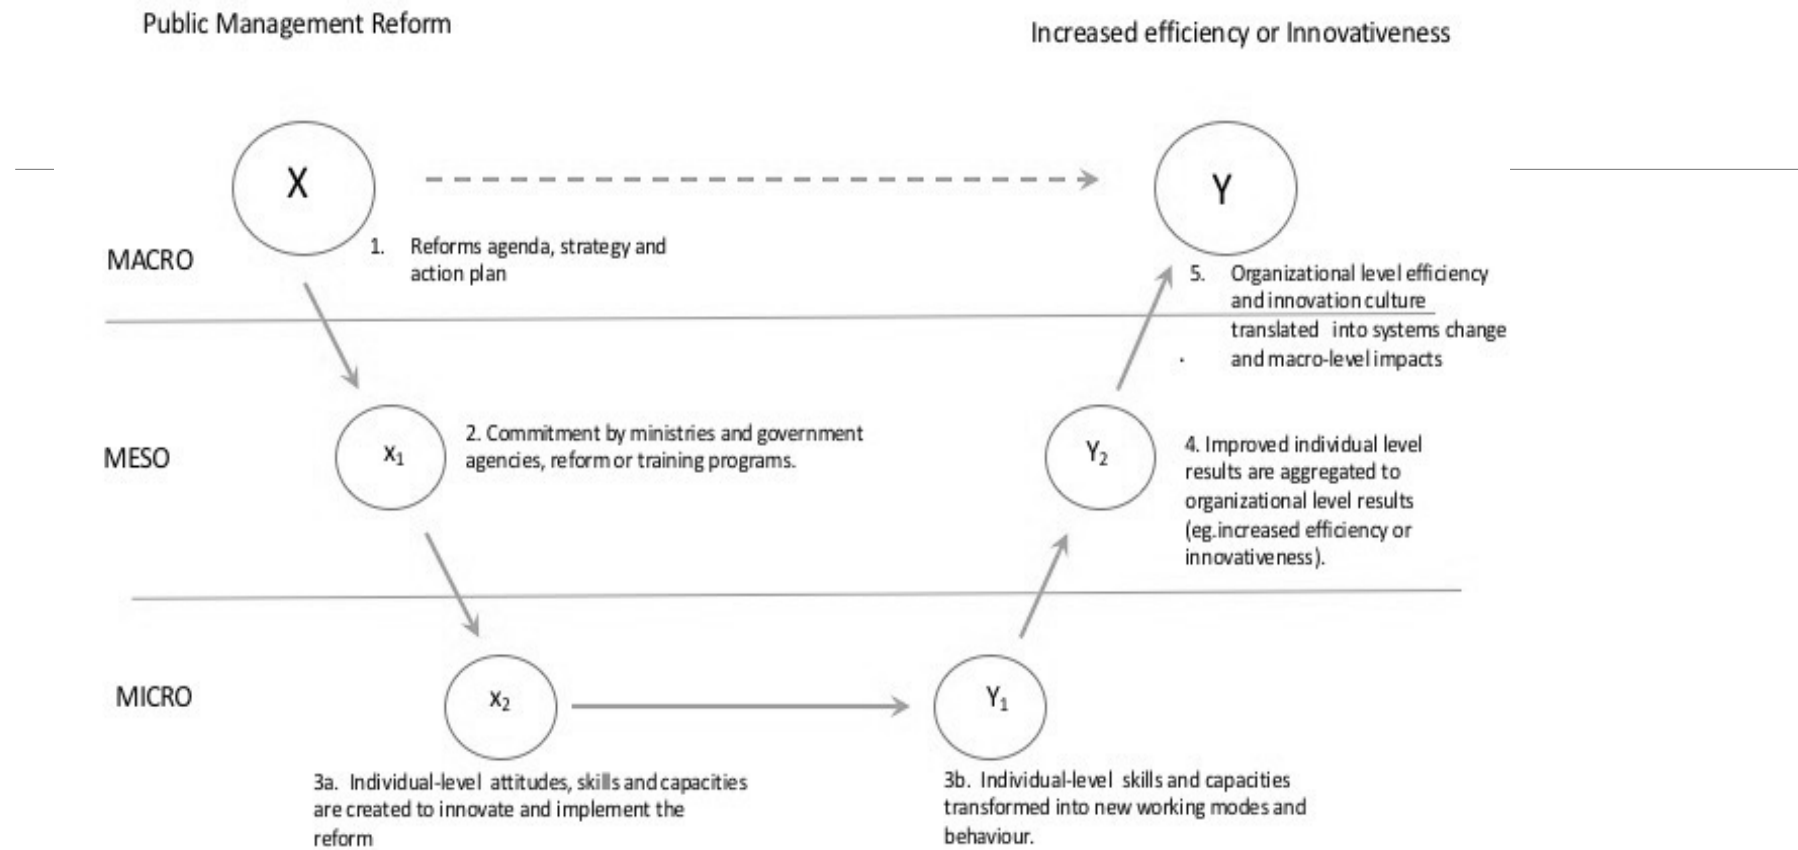 Public Management Reform
Increased efficiency or Innovativeness
X
Y
MACRO
1. Reforms agenda, strategy and
action plan
5. Organizational level efficiency
and innovation culture
translated into systems change
and macro-level impacts
MESO
x₁
2. Commitment by ministries and government
agencies, reform or training programs.
Y₂
4. Improved individual level
results are aggregated to
organizational level results
(eg.increased efficiency or
innovativeness).
MICRO
x₂
Y₁
3a. Individual-level attitudes, skills and capacities
are created to innovate and implement the
reform
3b. Individual-level skills and capacities
transformed into new working modes and
behaviour.